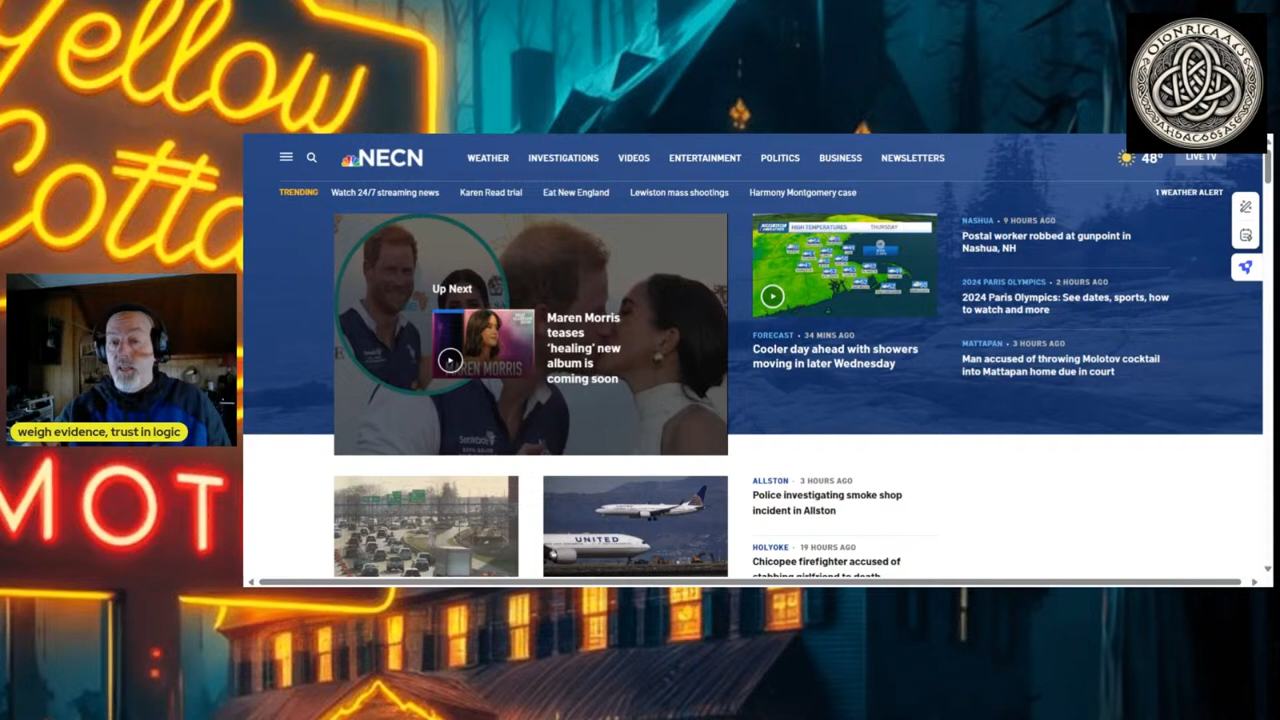 Yellow
Cotta
MOT
NECN
WEATHER
INVESTIGATIONS
VIDEOS
ENTERTAINMENT
POLITICS
BUSINESS
NEWSLETTERS
48°
LIVE TV
TRENDING
Watch 24/7 streaming news
Karen Read trial
Eat New England
Lewiston mass shootings
Harmony Montgomery case
1 WEATHER ALERT
Up Next
Maren Morris
teases
‘healing’ new
album is
coming soon
AREN MORRIS
HIGH TEMPERATURES
THURSDAY
FORECAST • 34 MINS AGO
Cooler day ahead with showers
moving in later Wednesday
NASHUA • 9 HOURS AGO
Postal worker robbed at gunpoint in
Nashua, NH
2024 PARIS OLYMPICS • 2 HOURS AGO
2024 Paris Olympics: See dates, sports, how
to watch and more
MATTAPAN • 3 HOURS AGO
Man accused of throwing Molotov cocktail
into Mattapan home due in court
weigh evidence, trust in logic
UNITED
ALLSTON · 3 HOURS AGO
Police investigating smoke shop
incident in Allston
HOLYOKE · 19 HOURS AGO
Chicopee firefighter accused of
stabbing girlfriend to death